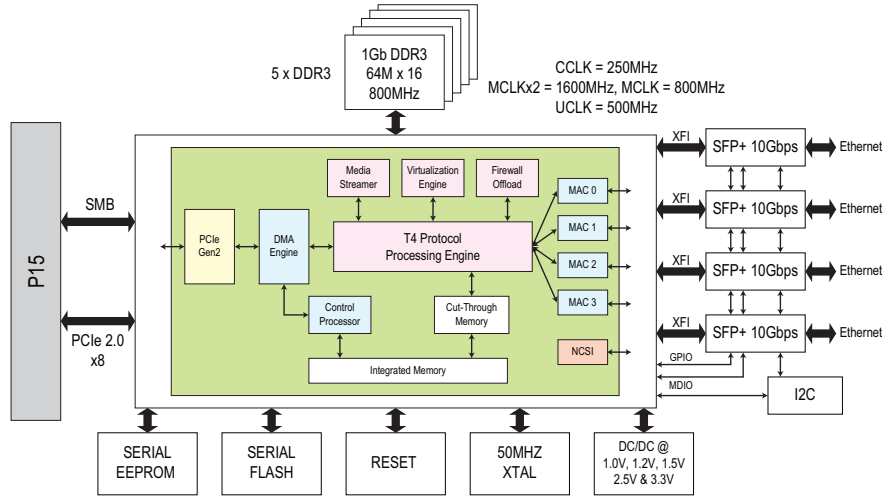 5 x DDR3
1Gb DDR3
64M x 16
800MHz
CCLK = 250MHz
MCLKx2 = 1600MHz, MCLK = 800MHz
UCLK = 500MHz
P15
SMB
PCIe 2.0
x8
Media
Streamer
Virtualization
Engine
Firewall
Offload
PCIe
Gen2
DMA
Engine
T4 Protocol
Processing Engine
Control
Processor
Cut-Through
Memory
Integrated Memory
MAC 0
MAC 1
MAC 2
MAC 3
NCSI
XFI
SFP+ 10Gbps
Ethernet
XFI
SFP+ 10Gbps
Ethernet
XFI
SFP+ 10Gbps
Ethernet
XFI
SFP+ 10Gbps
Ethernet
GPIO
MDIO
I2C
SERIAL
EEPROM
SERIAL
FLASH
RESET
50MHZ
XTAL
DC/DC @
1.0V, 1.2V, 1.5V
2.5V & 3.3V